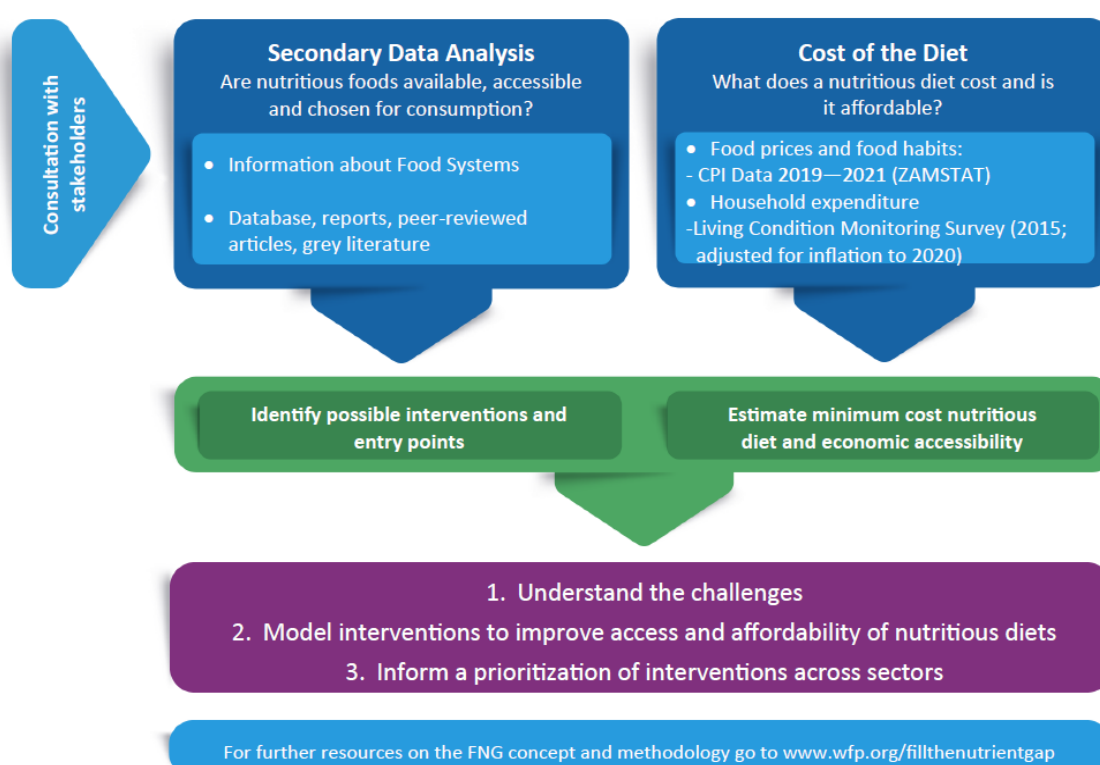 Consultation with
stakeholders
Secondary Data Analysis
Are nutritious foods available, accessible
and chosen for consumption?
• Information about Food Systems
• Database, reports, peer-reviewed
articles, grey literature
Cost of the Diet
What does a nutritious diet cost and is
it affordable?
• Food prices and food habits:
- CPI Data 2019—2021 (ZAMSTAT)
• Household expenditure
-Living Condition Monitoring Survey (2015;
adjusted for inflation to 2020)
Identify possible interventions and
entry points
Estimate minimum cost nutritious
diet and economic accessibility
1. Understand the challenges
2. Model interventions to improve access and affordability of nutritious diets
3. Inform a prioritization of interventions across sectors
For further resources on the FNG concept and methodology go to www.wfp.org/fillthenutrientgap